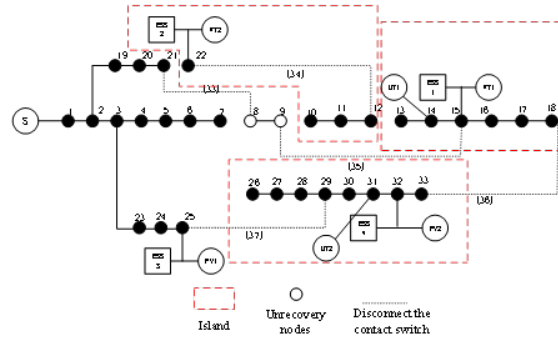 ESS
2
PT2
19 20 21 22
(34)
(33)
ESS
1
UT1 PT1
S
1 2 3 4 5 6 7 8 9 10 11 12 13 14 15 16 17 18
(35)
26 27 28 29 30 31 32 33
(36)
23 24 25
(37)
ESS
4
UT2 PV2
ESS
3
PV1
Island
Unrecovery
nodes
Disconnect the
contact switch